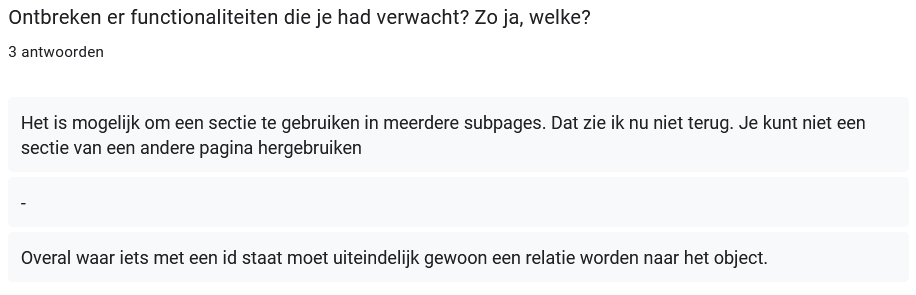 Ontbreken er functionaliteiten die je had verwacht? Zo ja, welke?
3 antwoorden
Het is mogelijk om een sectie te gebruiken in meerdere subpages. Dat zie ik nu niet terug. Je kunt niet een
sectie van een andere pagina hergebruiken
-
Overal waar iets met een id staat moet uiteindelijk gewoon een relatie worden naar het object.